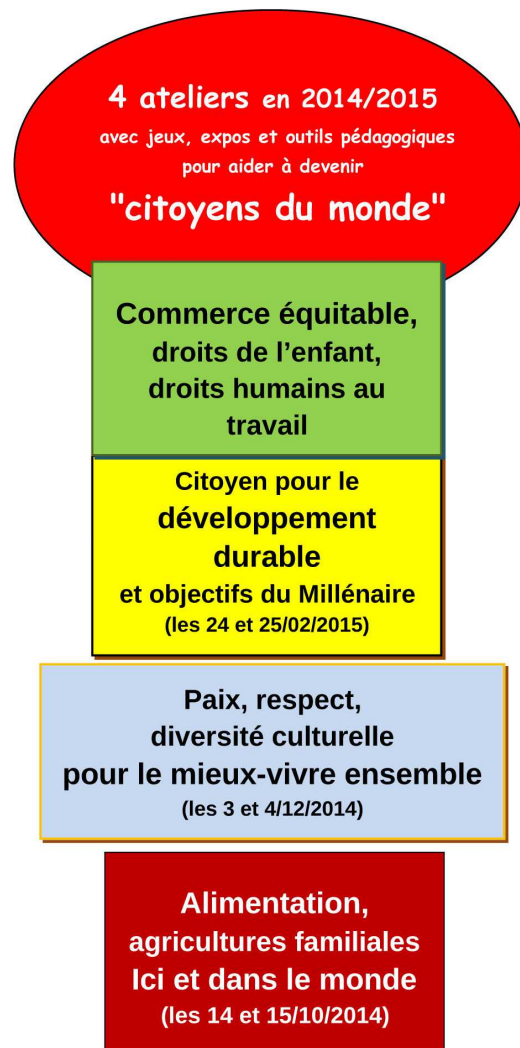 4 ateliers en 2014/2015
avec jeux, expos et outils pédagogiques
pour aider à devenir
"citoyens du monde"
Commerce équitable,
droits de l’enfant,
droits humains au
travail
Citoyen pour le
développement
durable
et objectifs du Millénaire
(les 24 et 25/02/2015)
Paix, respect,
diversité culturelle
pour le mieux-vivre ensemble
(les 3 et 4/12/2014)
Alimentation,
agricultures familiales
Ici et dans le monde
(les 14 et 15/10/2014)